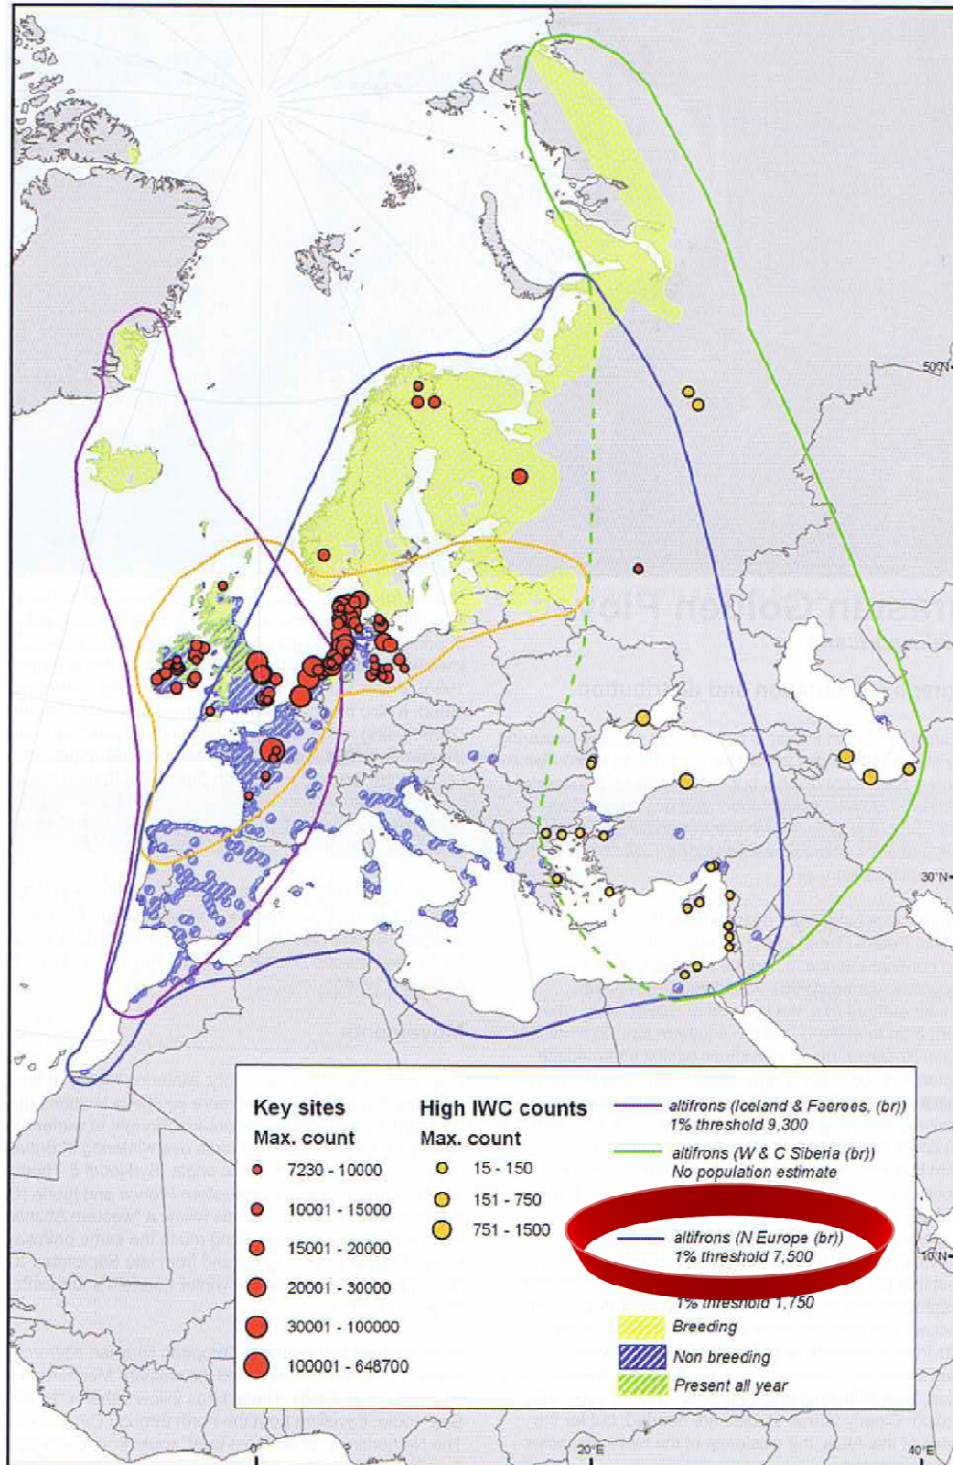 50°N
30°N
10°N
20°E
40°E
Key sites
Max. count
7230 - 10000
10001 - 15000
15001 - 20000
20001 - 30000
30001 - 100000
100001 - 648700
High IWC counts
Max. count
15 - 150
151 - 750
751 - 1500
altifrons (Iceland & Faeroes, (br))
1% threshold 9,300
altifrons (W & C Siberia (br))
No population estimate
altifrons (N Europe (br))
1% threshold 7,500
1% threshold 1,750
Breeding
Non breeding
Present all year